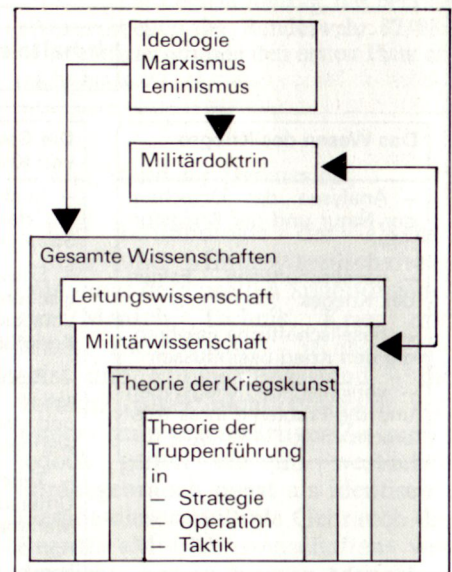 Ideologie
Marxismus
Leninismus
Militärdoktrin
Gesamte Wissenschaften
Leitungswissenschaft
Militärwissenschaft
Theorie der Kriegskunst
Theorie der
Truppenführung
in
– Strategie
– Operation
– Taktik